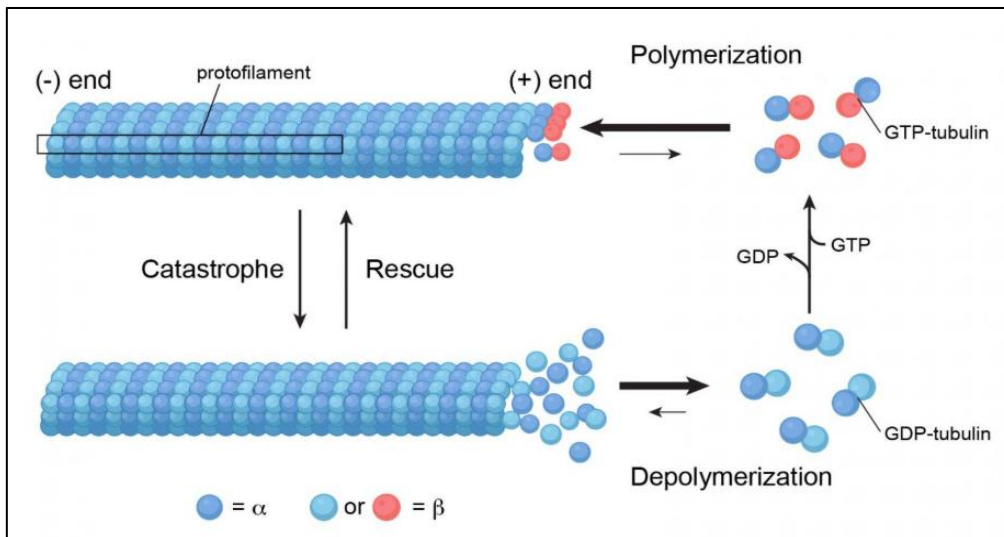 Polymerization
protofilament
(-) end
(+) end
GTP-tubulin
Catastrophe
Rescue
GDP
GTP
GDP-tubulin
Depolymerization
= α
or
= β